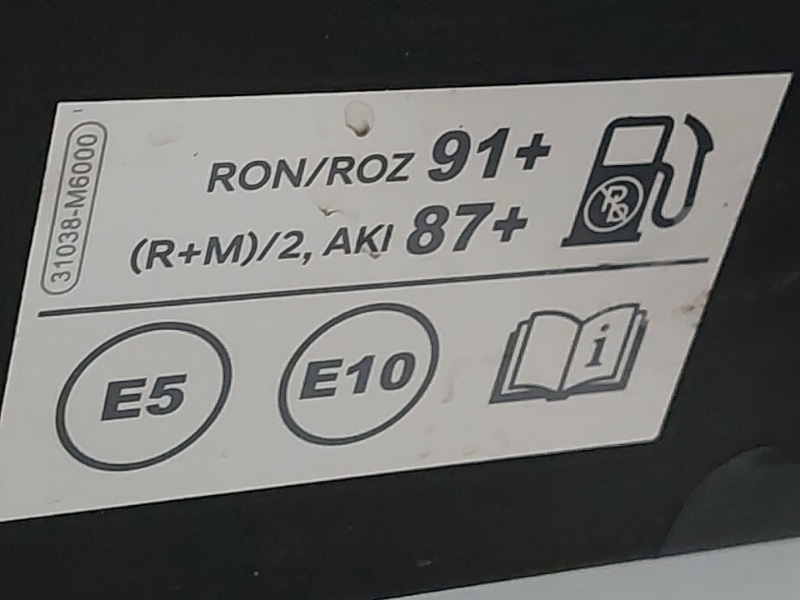 31038-M6000
RON/ROZ 91+
(R+M)/2, AKI 87+
Pb
E5 E10 i